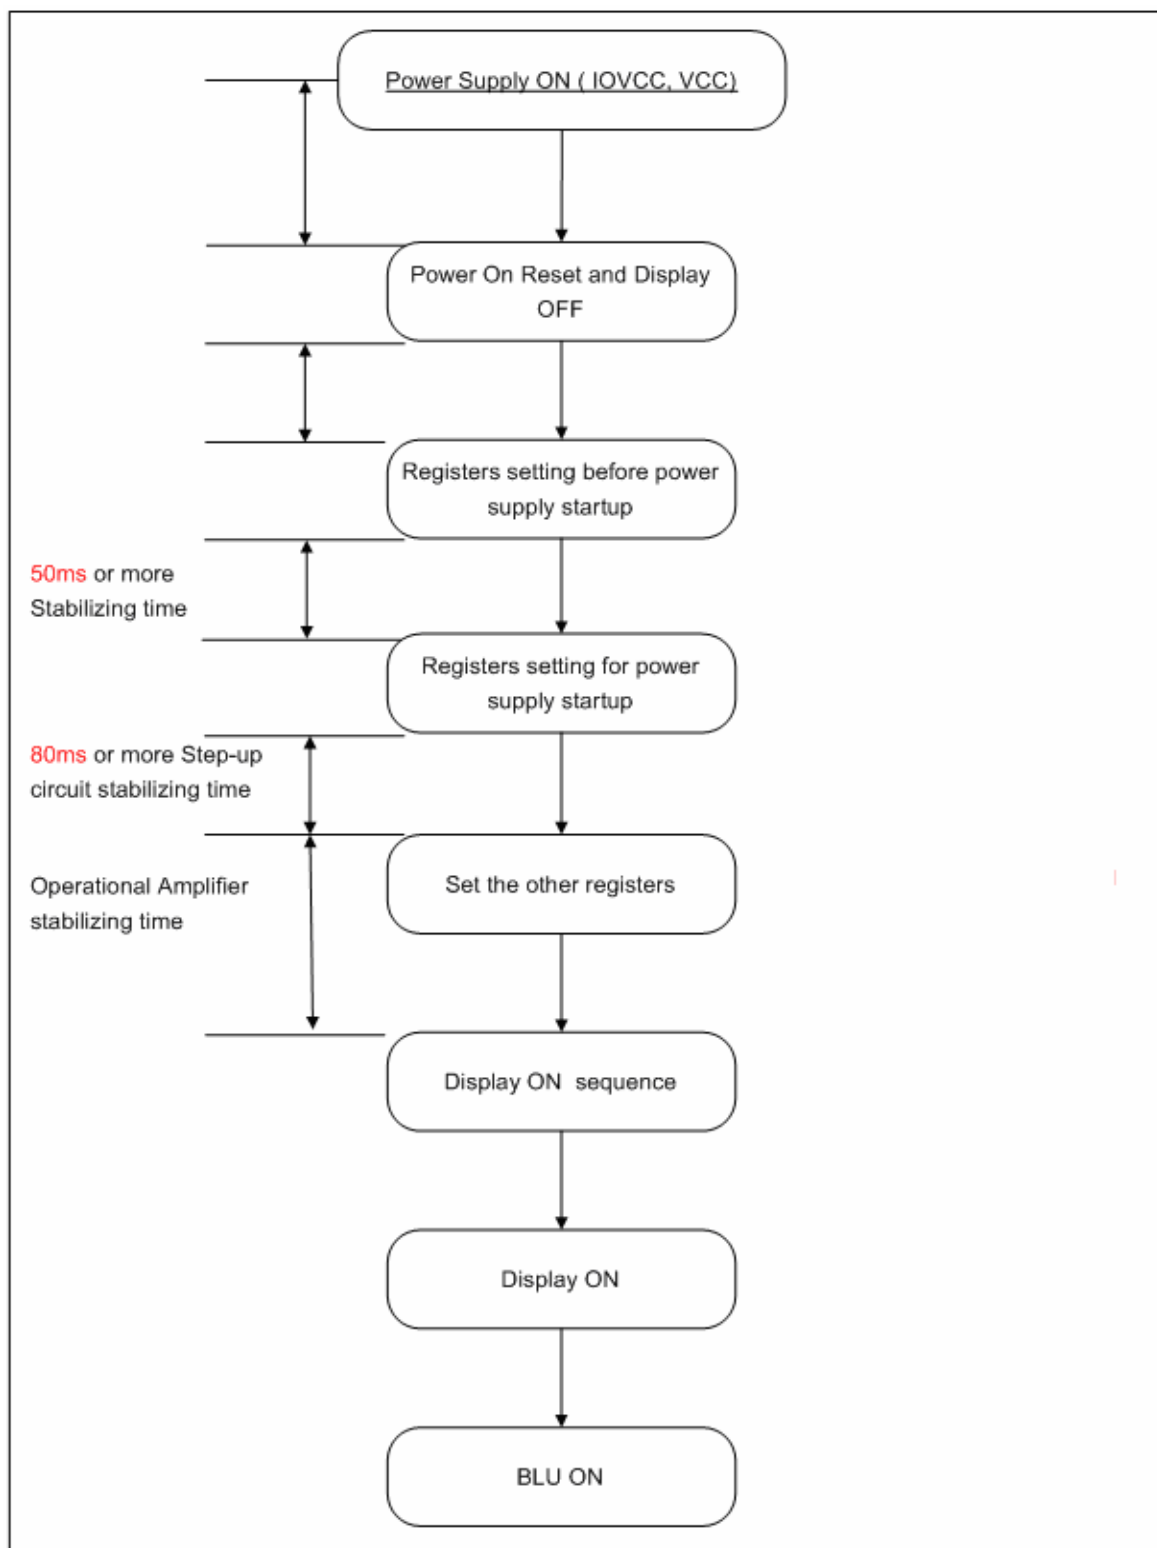 Power Supply ON ( IOVCC, VCC)
Power On Reset and Display
OFF
Registers setting before power
supply startup
50ms or more
Stabilizing time
Registers setting for power
supply startup
80ms or more Step-up
circuit stabilizing time
Operational Amplifier
stabilizing time
Set the other registers
Display ON sequence
Display ON
BLU ON